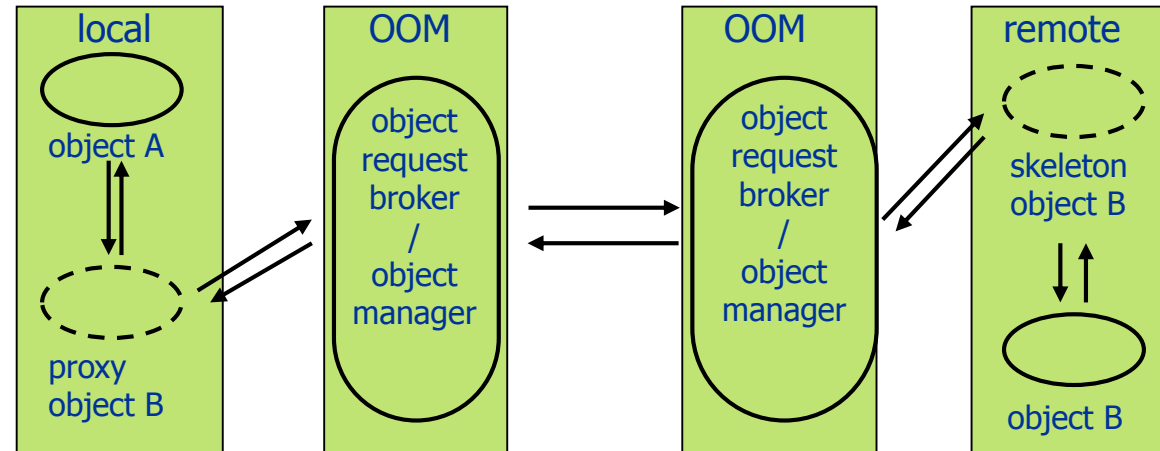 local
object A
proxy
object B
OOM
object
request
broker
/
object
manager
OOM
object
request
broker
/
object
manager
remote
skeleton
object B
object B